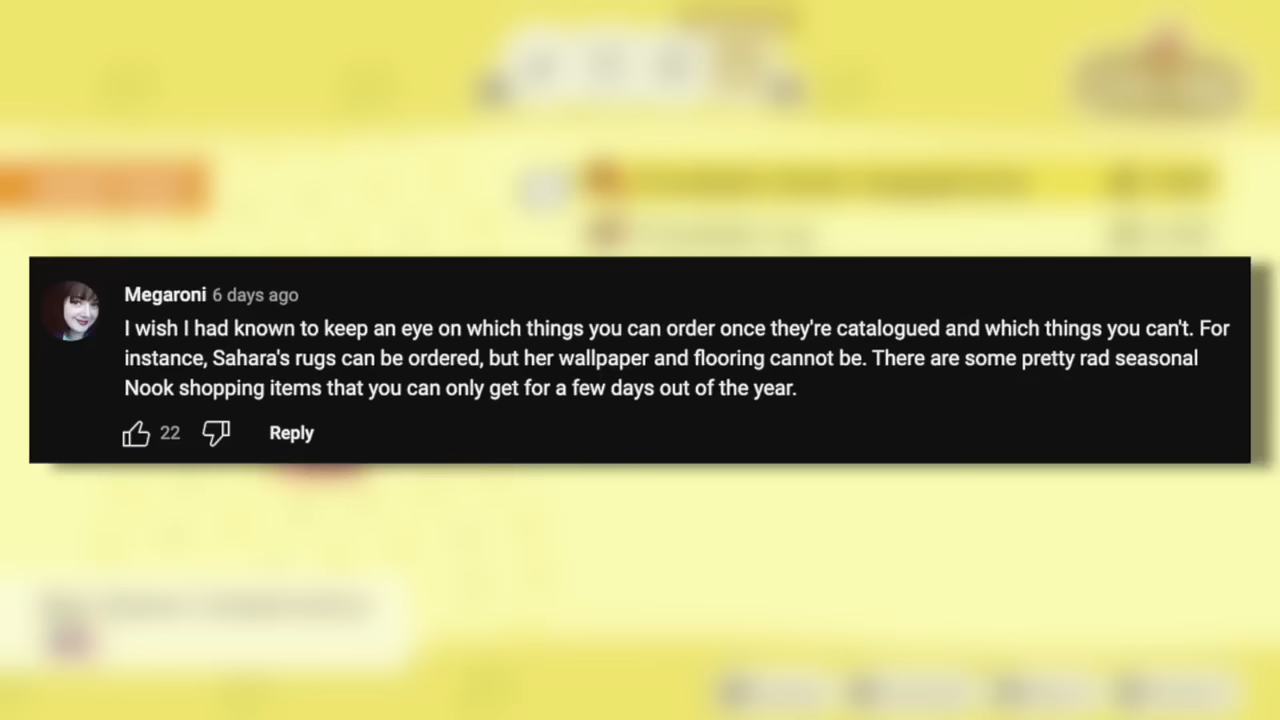 Megaroni 6 days ago
I wish I had known to keep an eye on which things you can order once they're catalogued and which things you can't. For
instance, Sahara's rugs can be ordered, but her wallpaper and flooring cannot be. There are some pretty rad seasonal
Nook shopping items that you can only get for a few days out of the year.
22 Reply